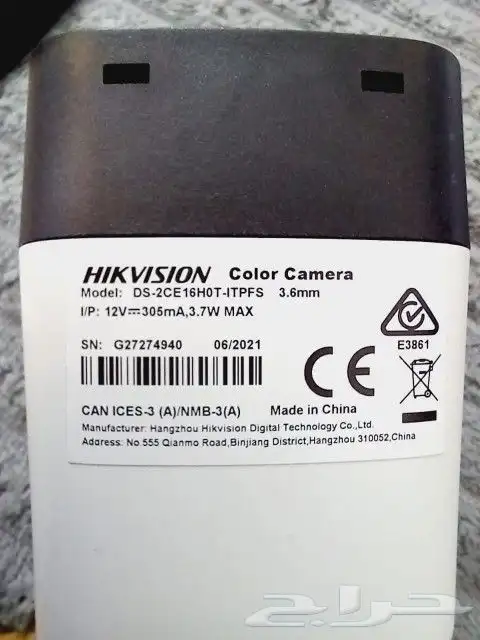 HIKVISION Color Camera
Model: DS-2CE16H0T-ITPFS 3.6mm
I/P: 12V⎓305mA,3.7W MAX
E3861
SN: G27274940 06/2021
CE
CAN ICES-3 (A)/NMB-3(A) Made in China
Manufacturer: Hangzhou Hikvision Digital Technology Co.,Ltd.
Address: No.555 Qianmo Road,Binjiang District,Hangzhou 310052,China
حراج